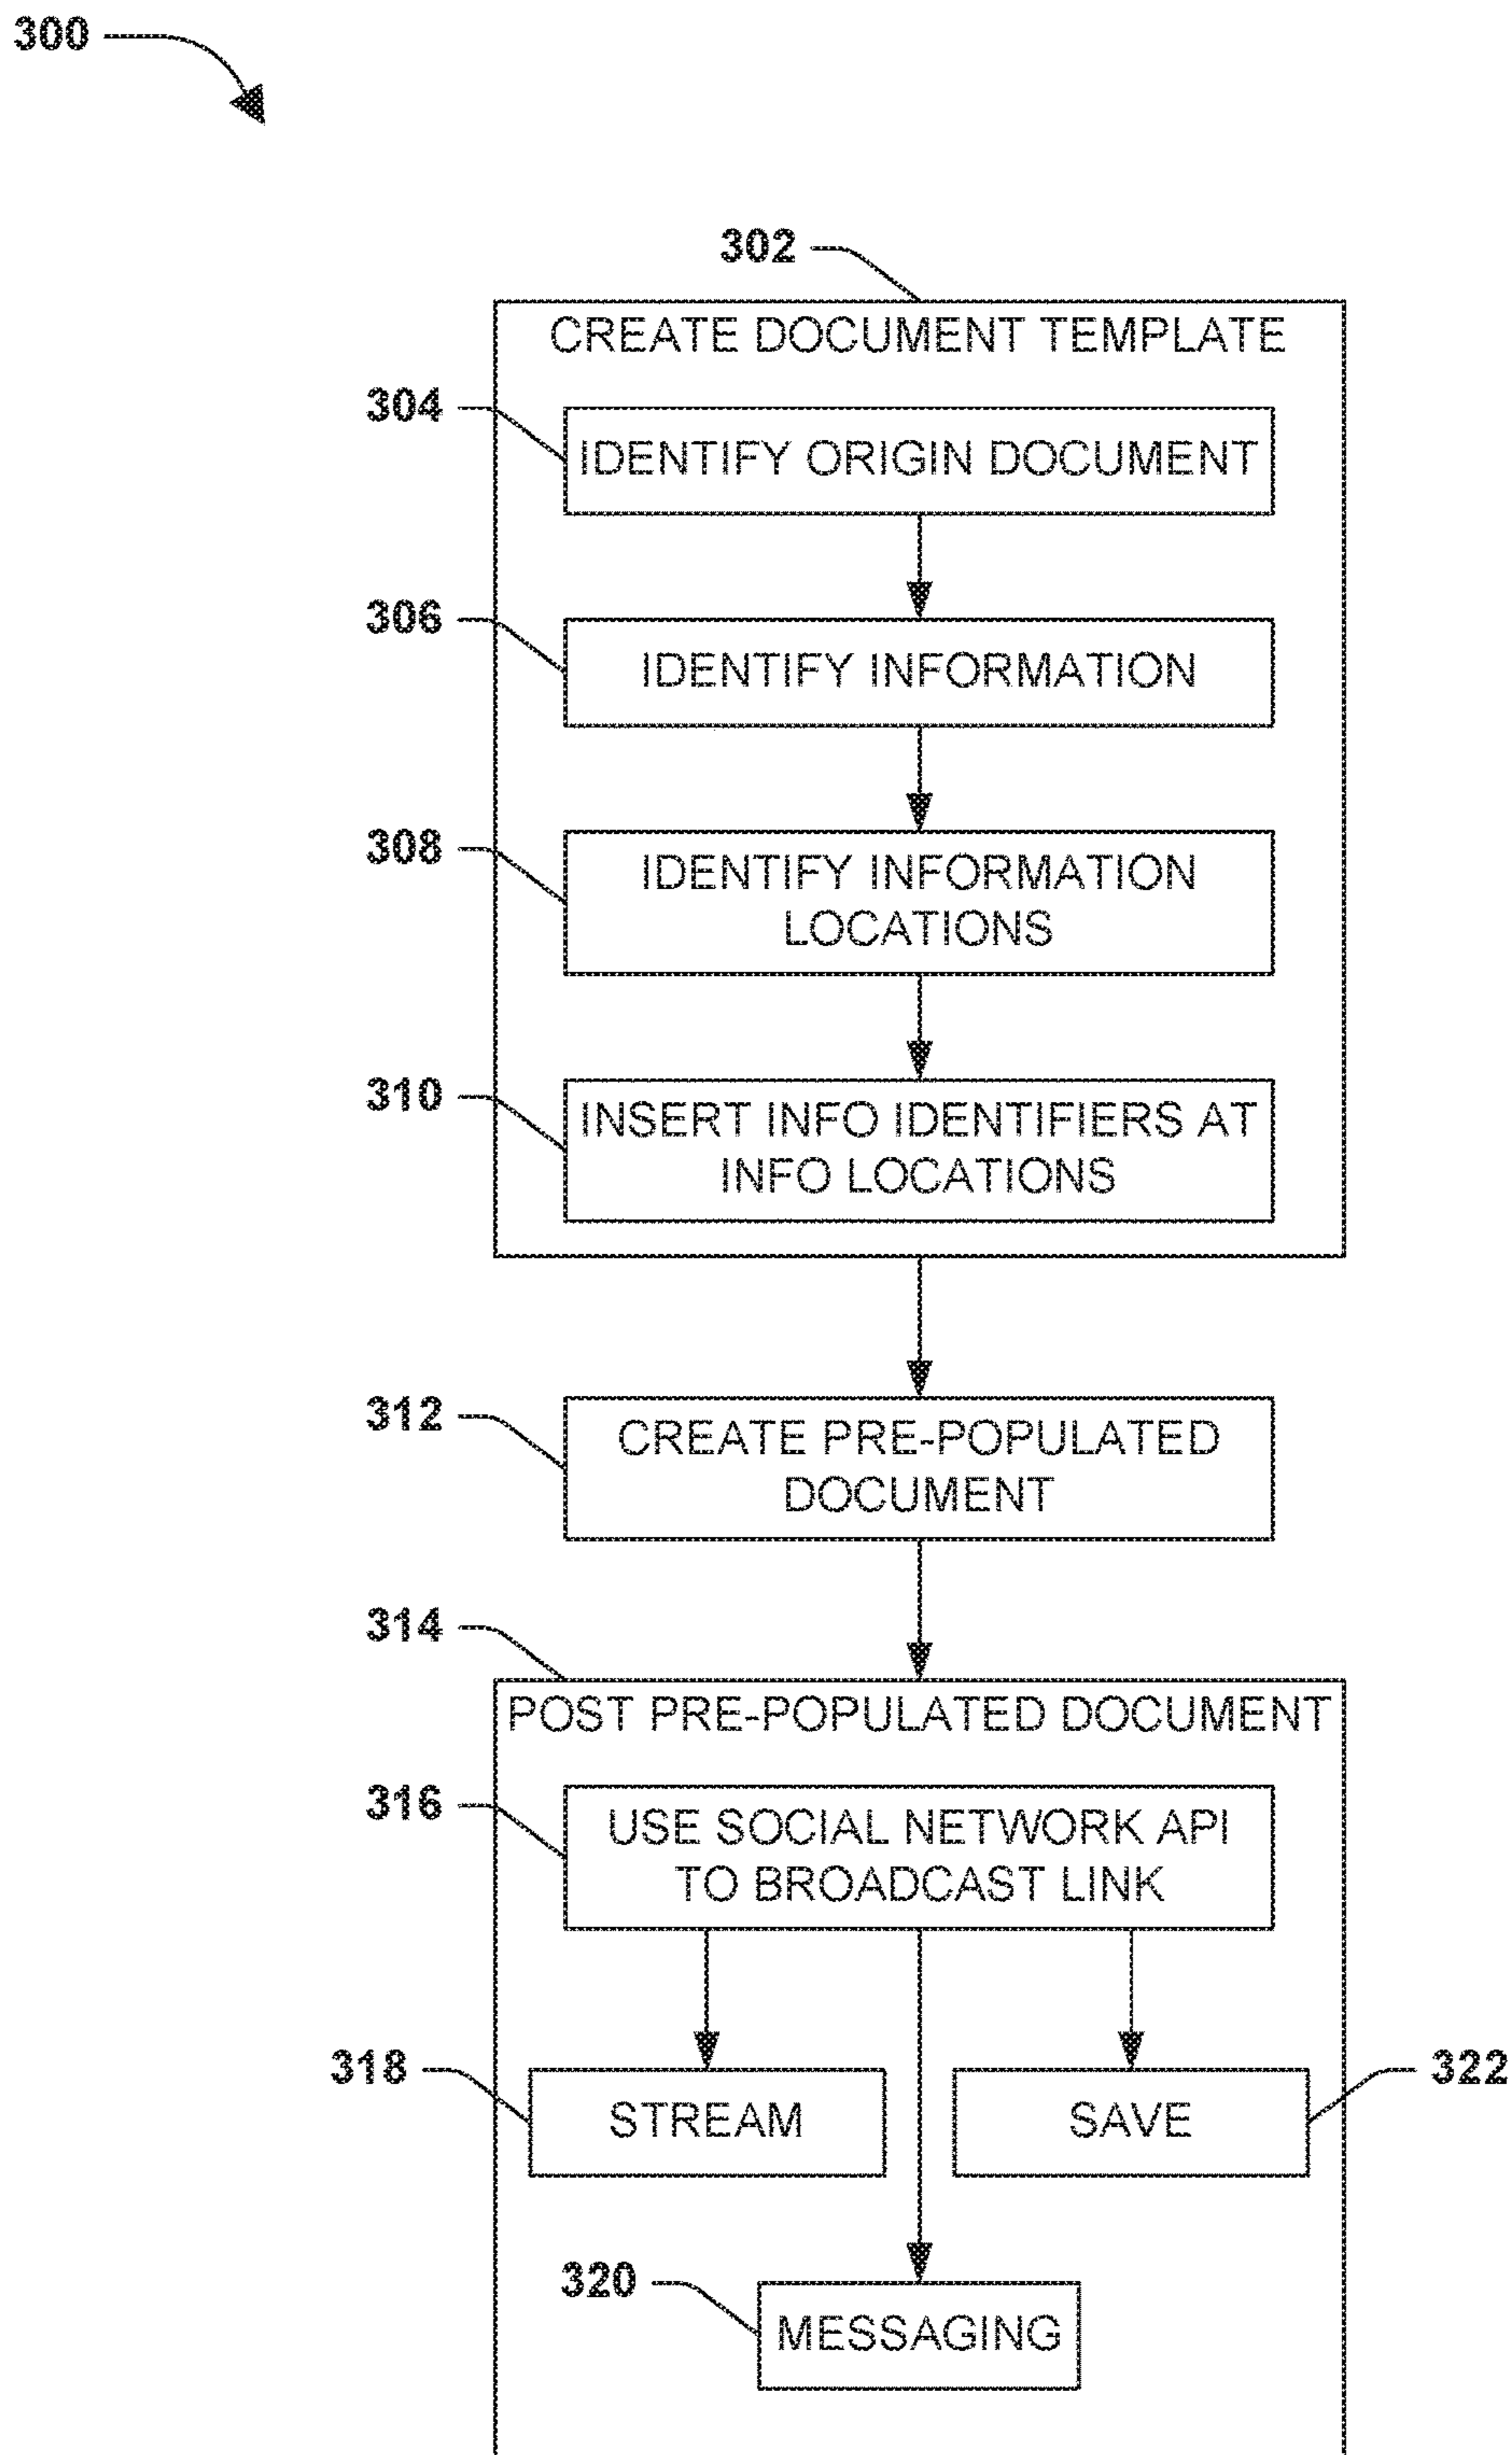 300
302
CREATE DOCUMENT TEMPLATE
304
IDENTIFY ORIGIN DOCUMENT
306
IDENTIFY INFORMATION
308
IDENTIFY INFORMATION
LOCATIONS
310
INSERT INFO IDENTIFIERS AT
INFO LOCATIONS
312
CREATE PRE-POPULATED
DOCUMENT
314
POST PRE-POPULATED DOCUMENT
316
USE SOCIAL NETWORK API
TO BROADCAST LINK
318
STREAM
SAVE
322
320
MESSAGING